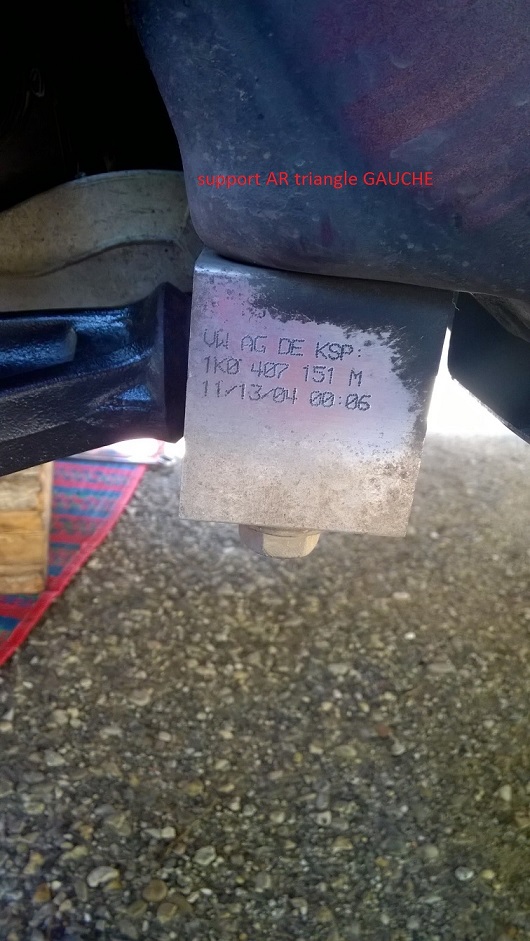 support AR triangle GAUCHE
VW AG DE KSP:
1K0 407 151 M
11/13/04 00:06